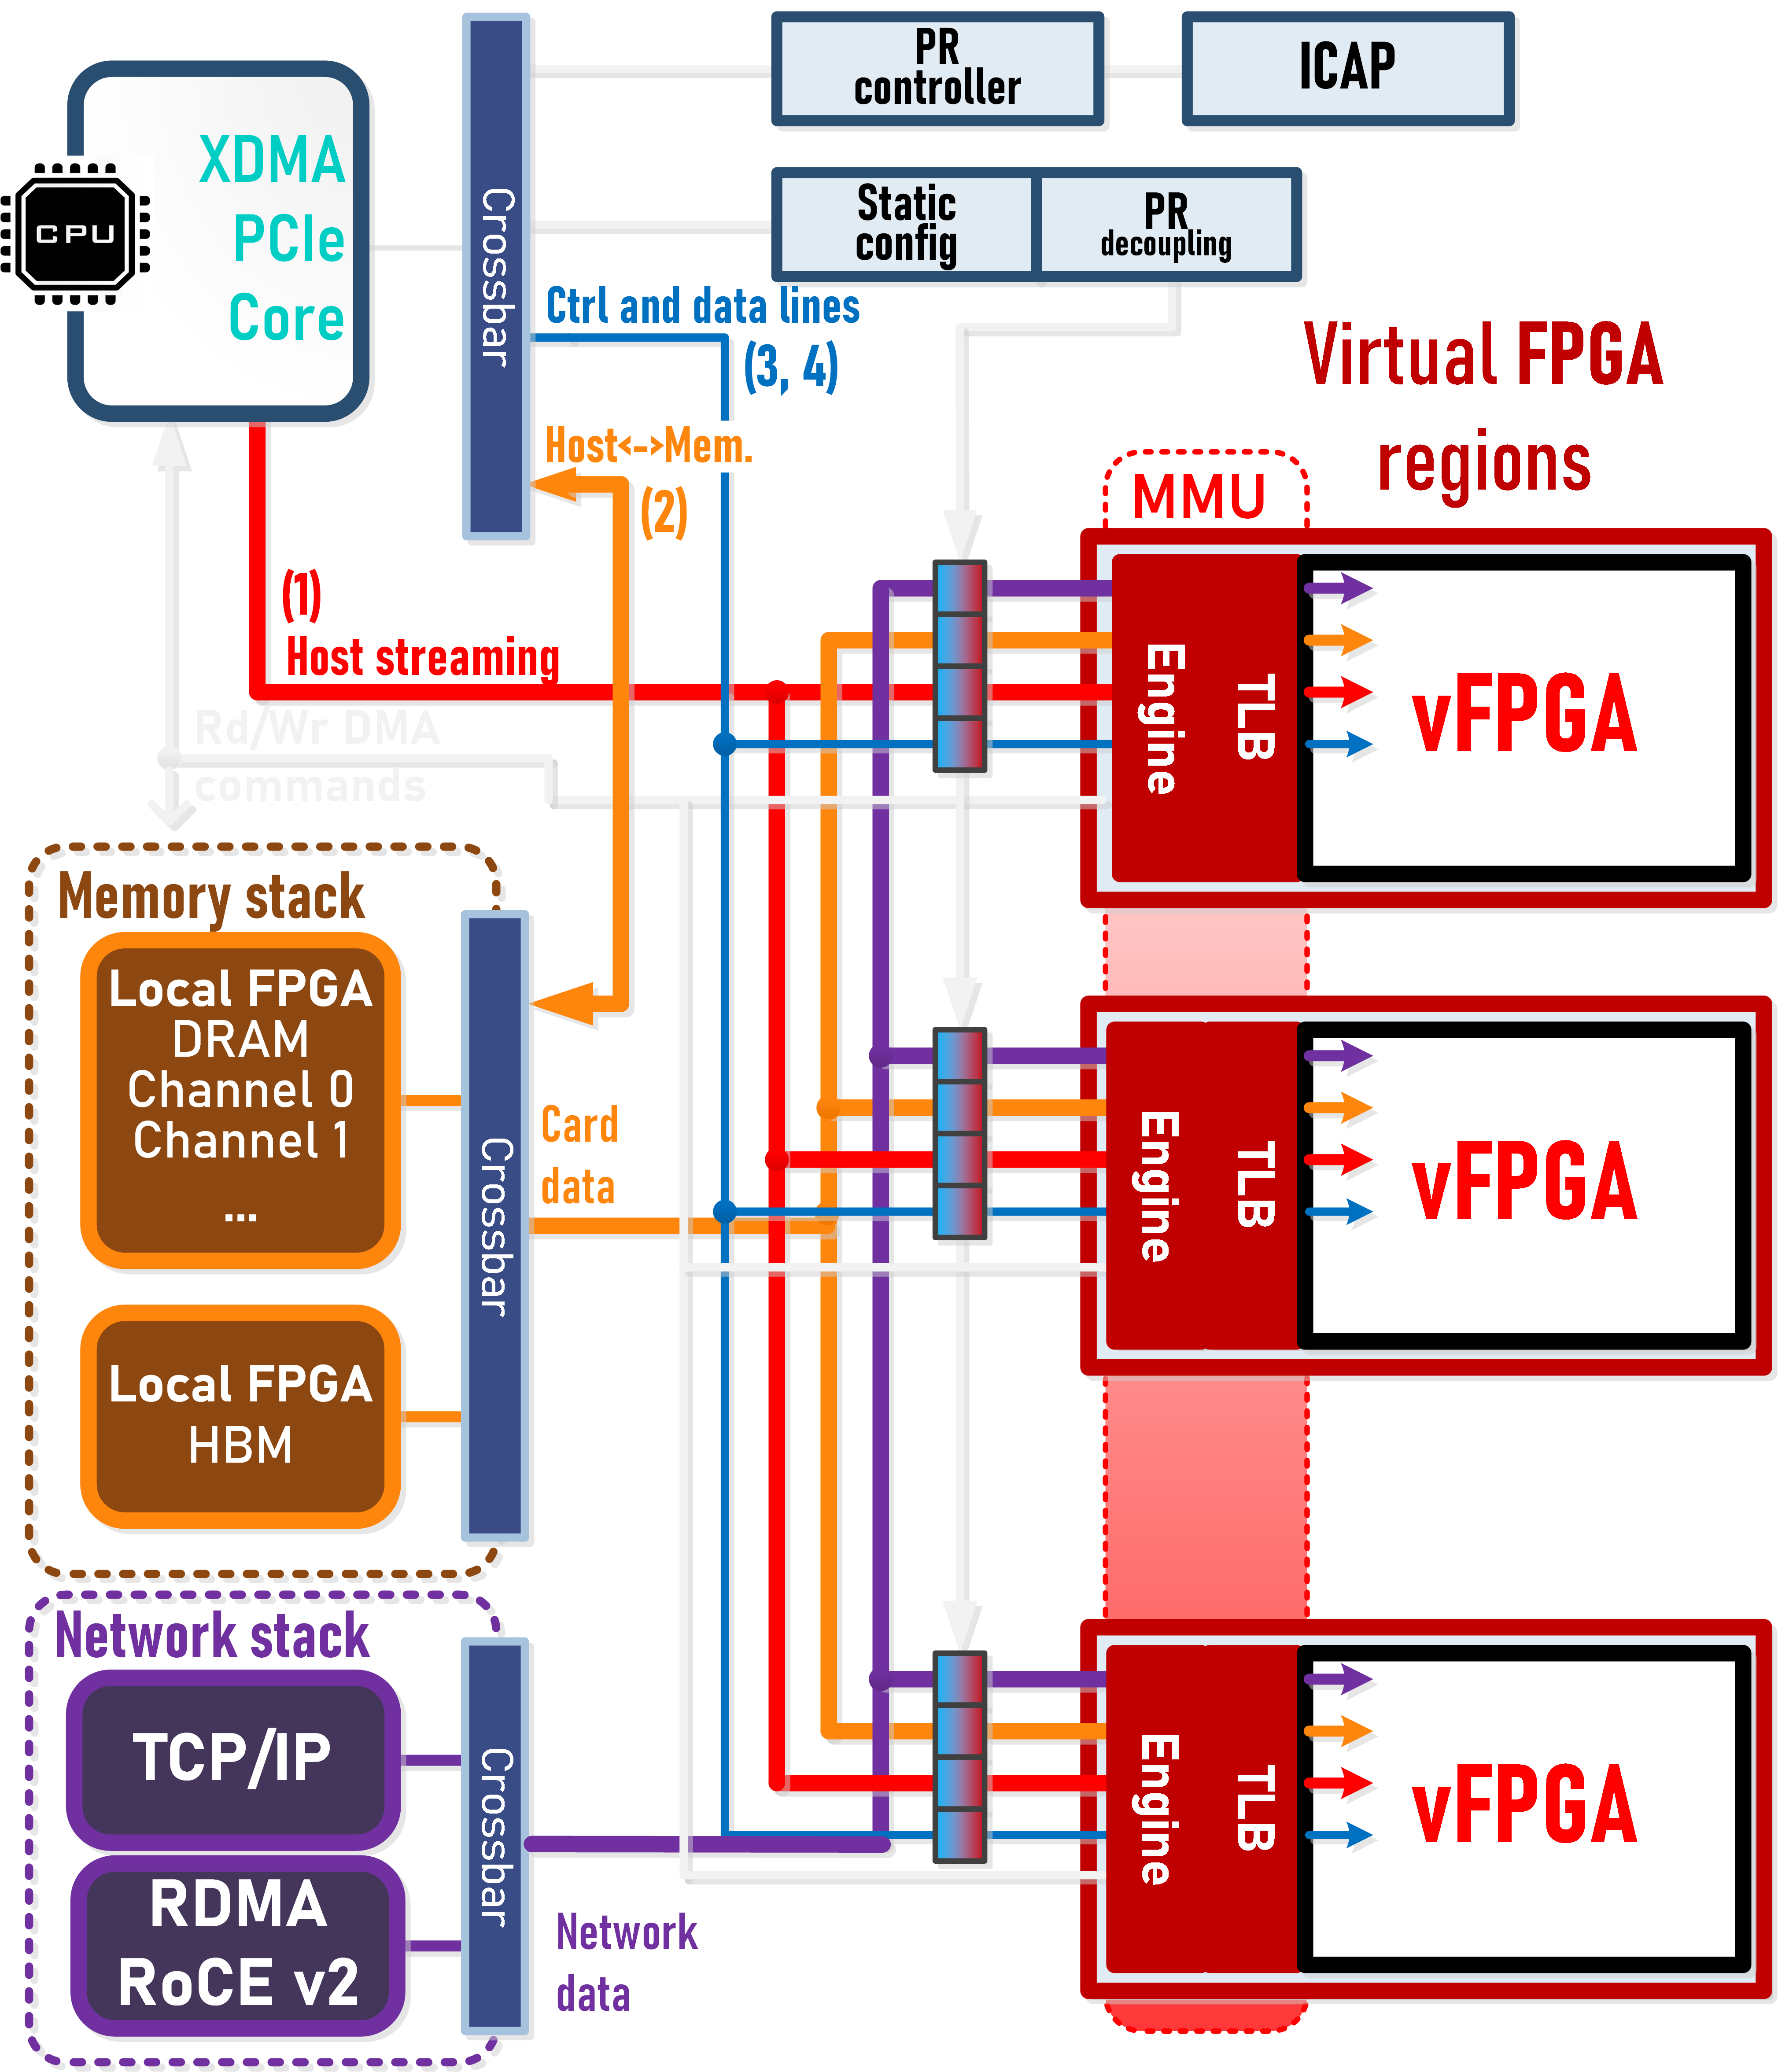 PR
controller
ICAP
XDMA
PCIe
Core
CPU
Crossbar
Static
config
PR
decoupling
Ctrl and data lines
(3, 4)
Virtual FPGA
regions
Host<->Mem.
(2)
MMU
(1)
Host streaming
Rd/Wr DMA
commands
Engine
TLB
vFPGA
Memory stack
Local FPGA
DRAM
Channel 0
Channel 1
...
Crossbar
Card
data
Engine
TLB
vFPGA
Local FPGA
HBM
Network stack
TCP/IP
RDMA
RoCE v2
Crossbar
Network
data
Engine
TLB
vFPGA